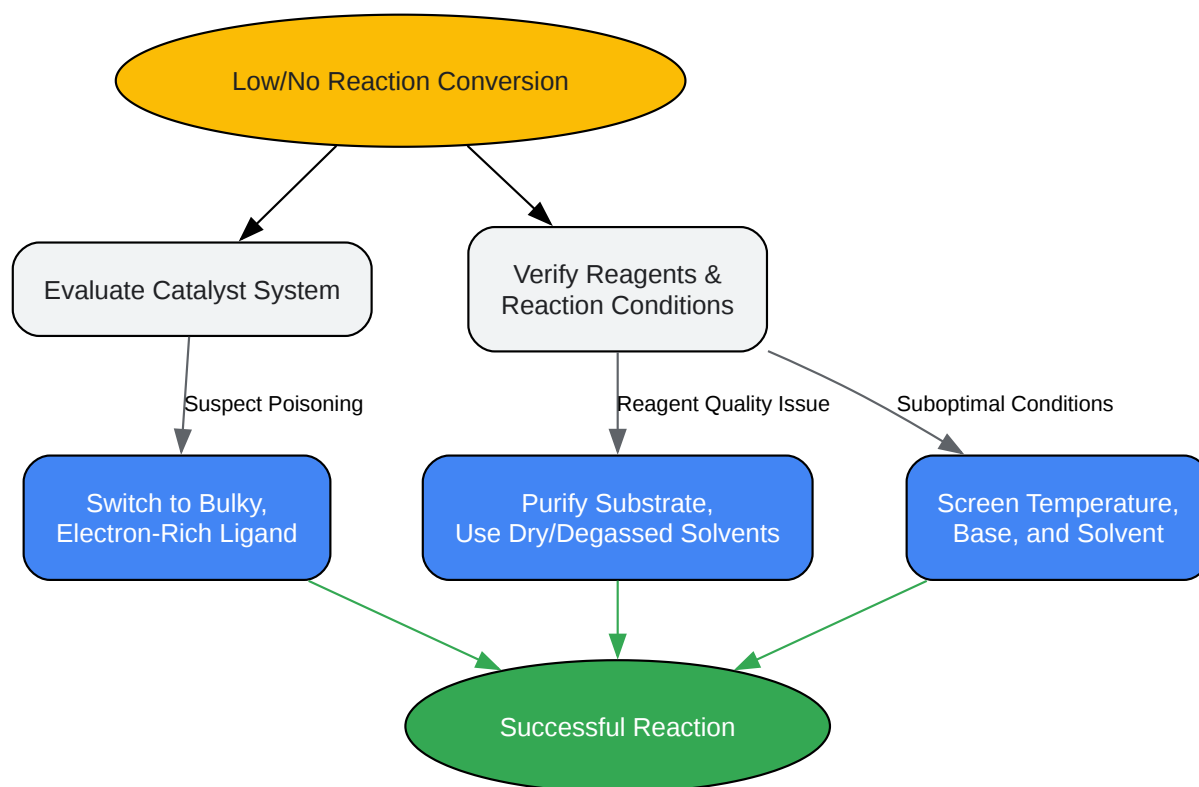 Low/No Reaction Conversion
Evaluate Catalyst System
Verify Reagents &
Reaction Conditions
Suspect Poisoning
Reagent Quality Issue
Suboptimal Conditions
Switch to Bulky,
Electron-Rich Ligand
Purify Substrate,
Use Dry/Degassed Solvents
Screen Temperature,
Base, and Solvent
Successful Reaction